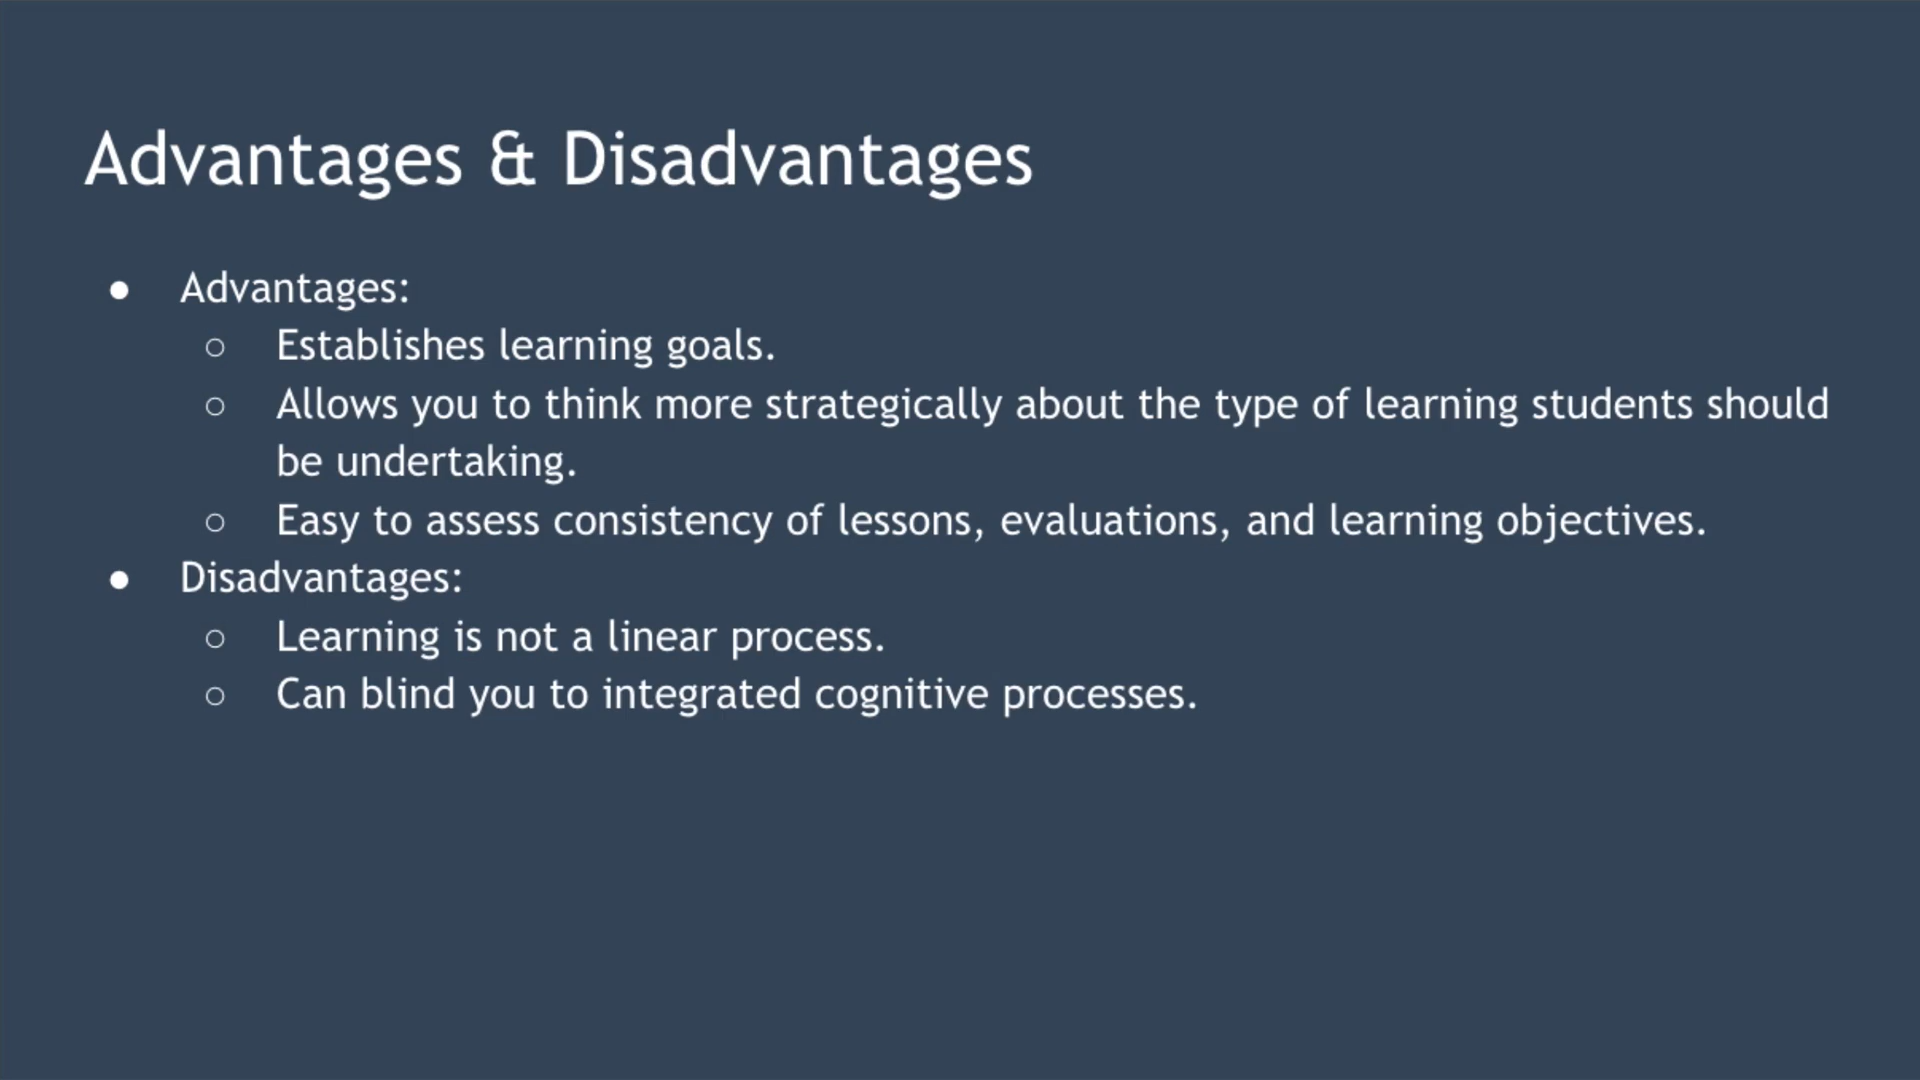 Advantages & Disadvantages
● Advantages:
○ Establishes learning goals.
○ Allows you to think more strategically about the type of learning students should
be undertaking.
○ Easy to assess consistency of lessons, evaluations, and learning objectives.
● Disadvantages:
○ Learning is not a linear process.
○ Can blind you to integrated cognitive processes.